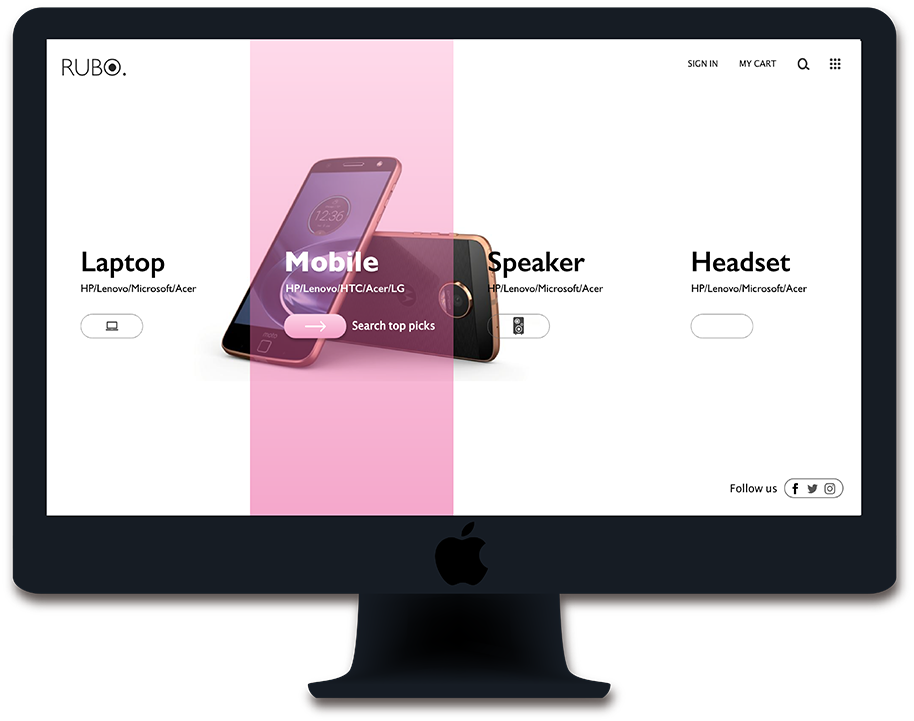 RUBO.
SIGN IN
MY CART
Laptop
HP/Lenovo/Microsoft/Acer
Mobile
HP/Lenovo/HTC/Acer/LG
Search top picks
Speaker
HP/Lenovo/Microsoft/Acer
Headset
HP/Lenovo/Microsoft/Acer
12:36
moto
Follow us